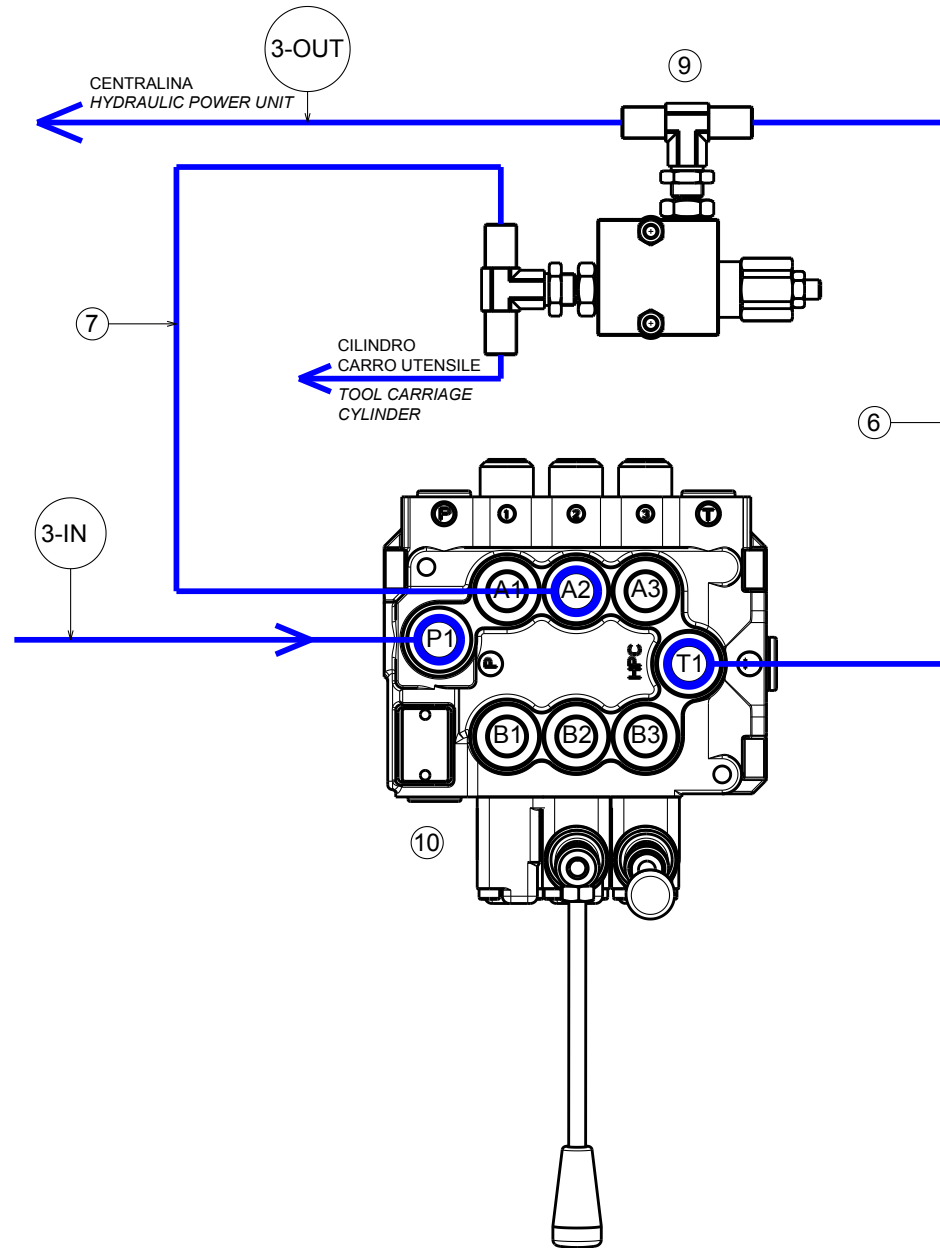 3-OUT
9
CENTRALINA
HYDRAULIC POWER UNIT
7
CILINDRO
CARRO UTENSILE
TOOL CARRIAGE
CYLINDER
6
3-IN
P 1 2 3 T
A1 A2 A3
P1
P
HPC
T1
B1 B2 B3
10